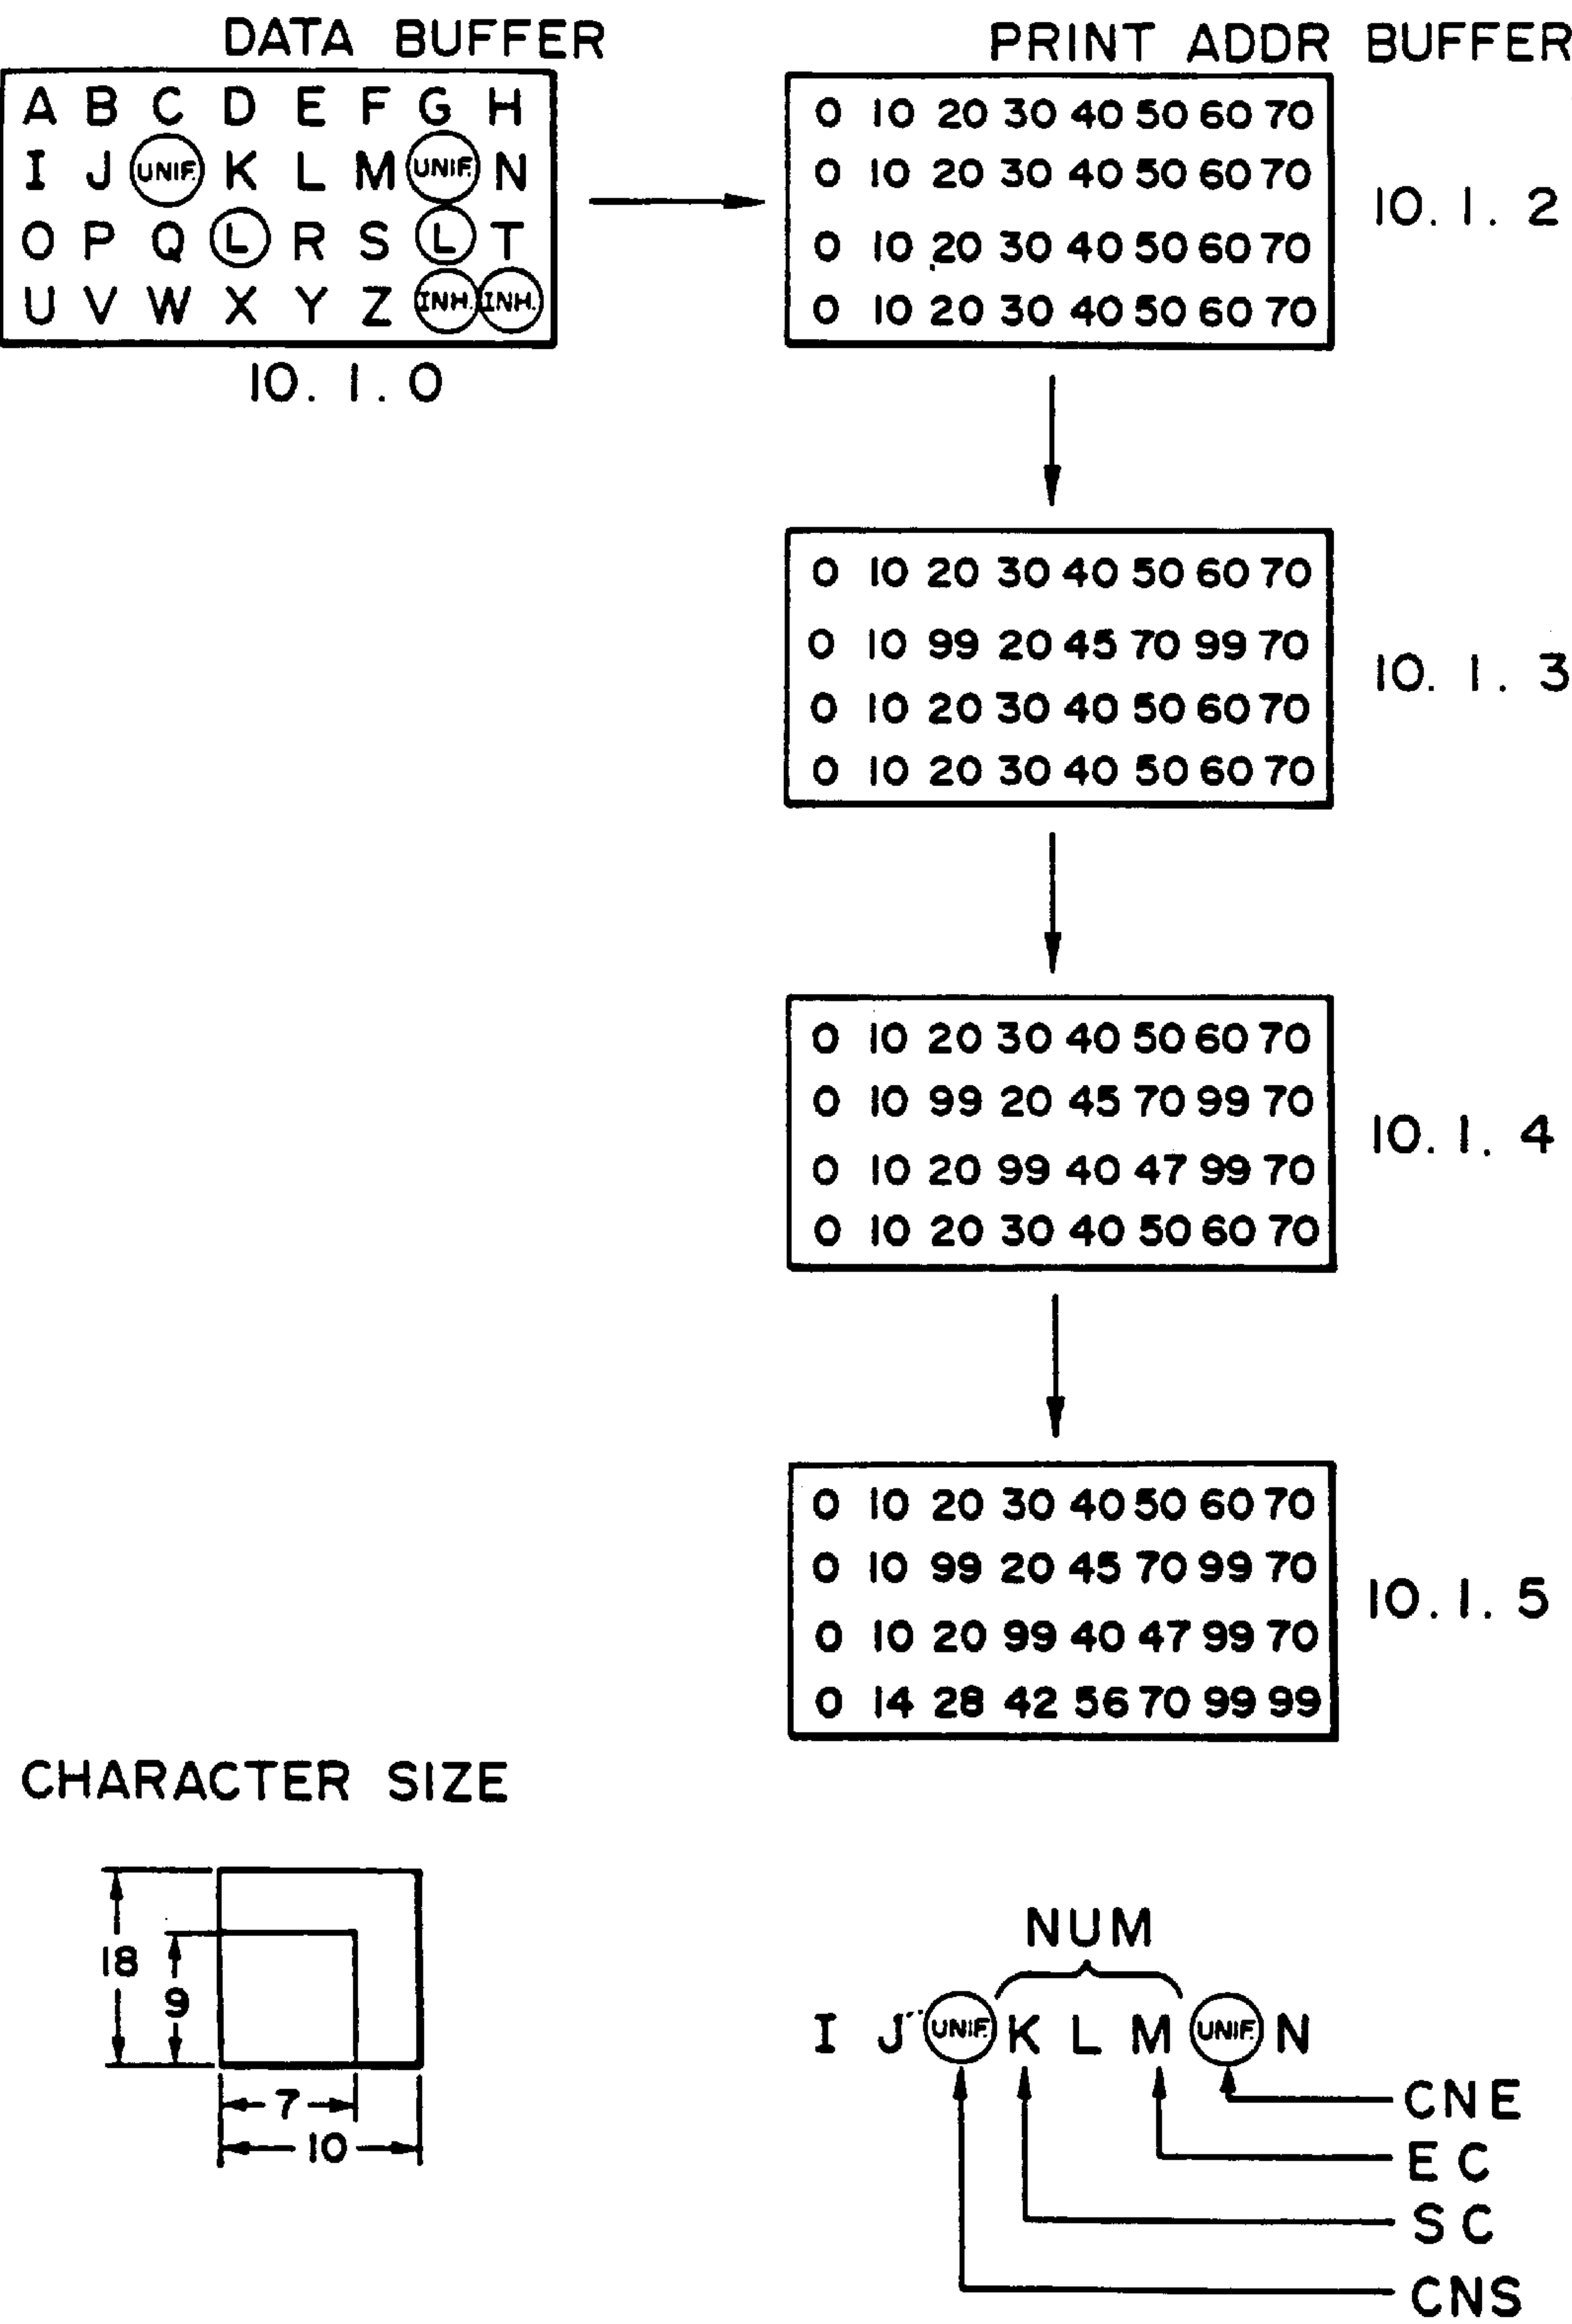 DATA BUFFER
A B C D E F G H
I J UNIF. K L M UNIF. N
O P Q L R S L T
U V W X Y Z INH. INH.
10. 1. 0
PRINT ADDR BUFFER
0 10 20 30 40 50 60 70
0 10 20 30 40 50 60 70
0 10 20 30 40 50 60 70
0 10 20 30 40 50 60 70
10. 1. 2
0 10 20 30 40 50 60 70
0 10 99 20 45 70 99 70
0 10 20 30 40 50 60 70
0 10 20 30 40 50 60 70
10. 1. 3
0 10 20 30 40 50 60 70
0 10 99 20 45 70 99 70
0 10 20 99 40 47 99 70
0 10 20 30 40 50 60 70
10. 1. 4
0 10 20 30 40 50 60 70
0 10 99 20 45 70 99 70
0 10 20 99 40 47 99 70
0 14 28 42 56 70 99 99
10. 1. 5
CHARACTER SIZE
18
9
7
10
NUM
I J UNIF. K L M UNIF. N
CNE
EC
SC
CNS